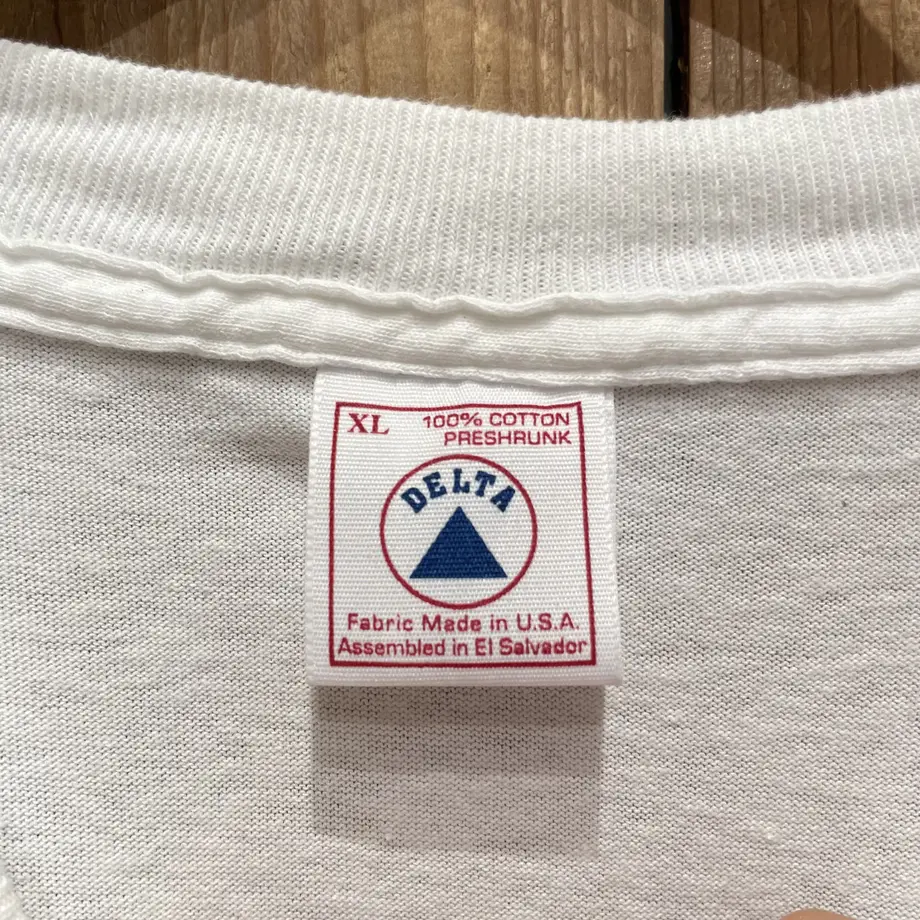 XL 100% COTTON
PRESHRUNK
DELTA
Fabric Made in U.S.A.
Assembled in El Salvador